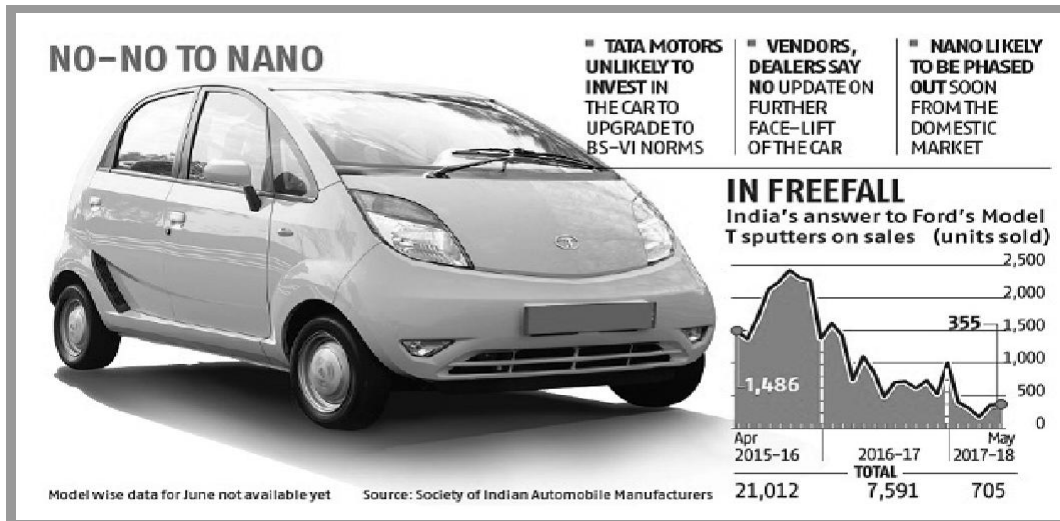 NO-NO TO NANO
▪ TATA MOTORS
UNLIKELY TO
INVEST IN
THE CAR TO
UPGRADE TO
BS-VI NORMS
▪ VENDORS,
DEALERS SAY
NO UPDATE ON
FURTHER
FACE-LIFT
OF THE CAR
▪ NANO LIKELY
TO BE PHASED
OUT SOON
FROM THE
DOMESTIC
MARKET
IN FREEFALL
India's answer to Ford's Model
T sputters on sales (units sold)
2,500
2,000
1,500
1,000
500
0
355
1,486
Apr
2015-16
2016-17
May
2017-18
TOTAL
21,012
7,591
705
Model wise data for June not available yet
Source: Society of Indian Automobile Manufacturers